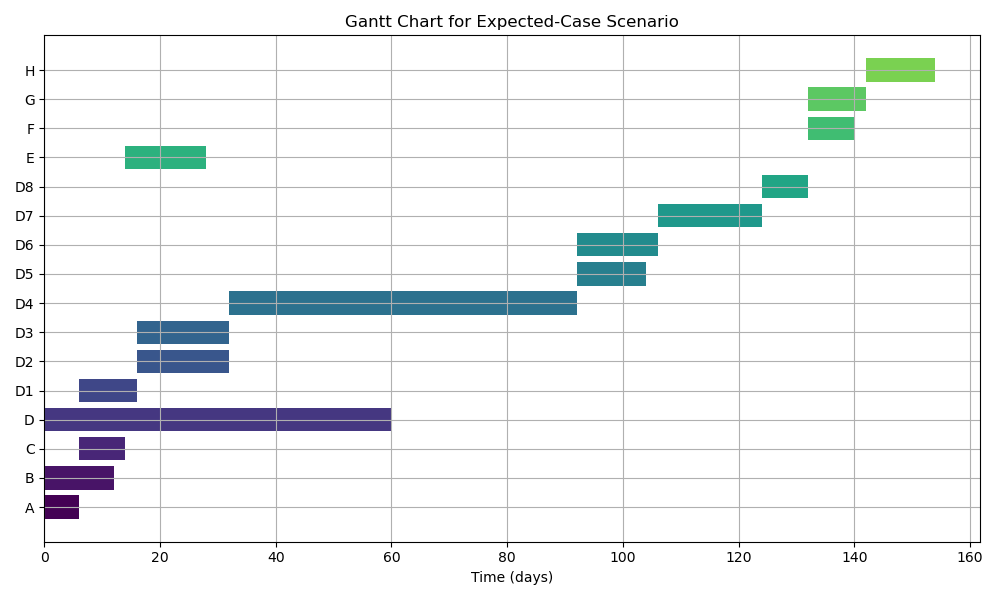 Gantt Chart for Expected-Case Scenario
H
G
F
E
D8
D7
D6
D5
D4
D3
D2
D1
D
C
B
A
0 20 40 60 80 100 120 140 160
Time (days)